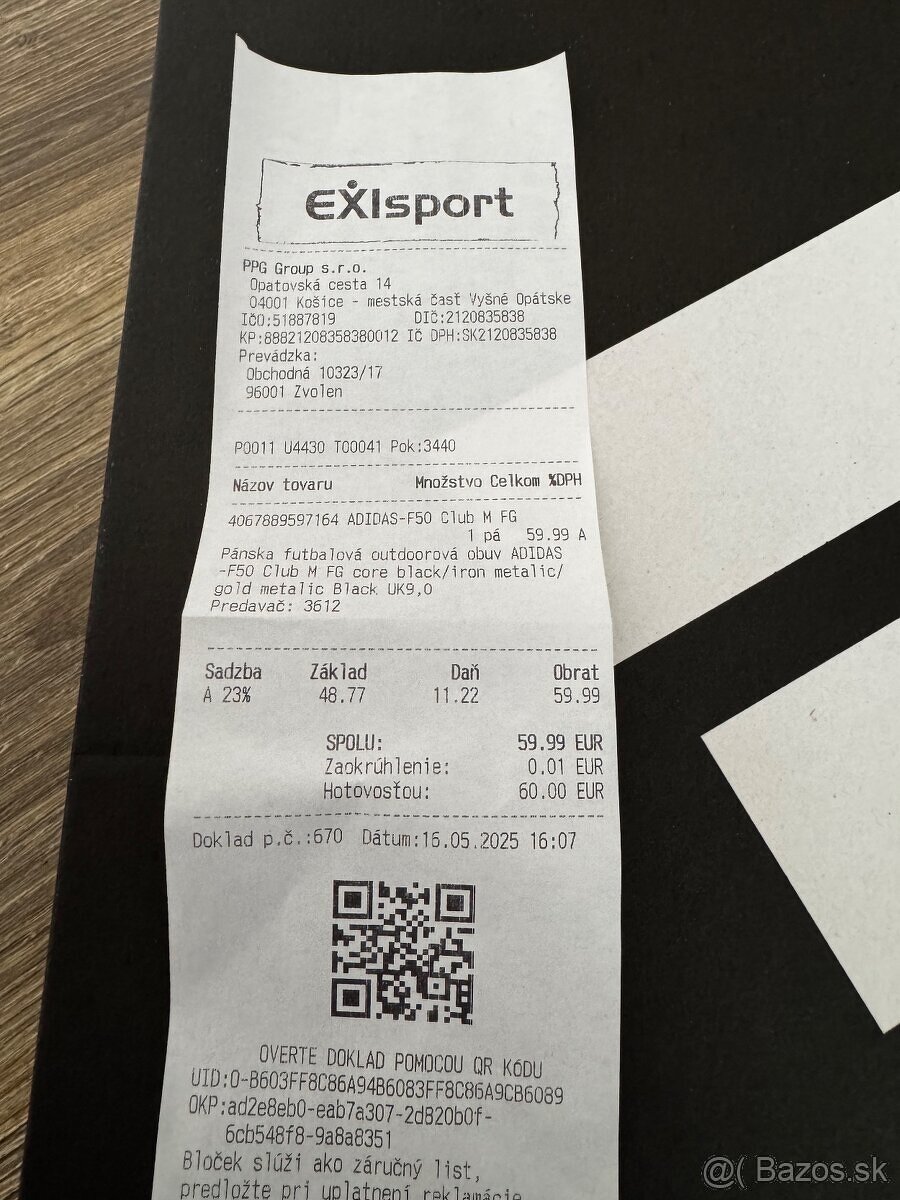 EXIsport
PPG Group s.r.o.
Opatovská cesta 14
04001 Košice - mestská časť Vyšné Opátske
IČO:51887819 DIČ:2120835838
KP:88821208358380012 IČ DPH:SK2120835838
Prevádzka:
Obchodná 10323/17
96001 Zvolen
P0011 U4430 T00041 Pok:3440
Názov tovaru Množstvo Celkom %DPH
4067889597164 ADIDAS-F50 Club M FG
1 pá 59.99 A
Pánska futbalová outdoorová obuv ADIDAS
-F50 Club M FG core black/iron metalic/
gold metalic Black UK9,0
Predavač: 3612
Sadzba Základ Daň Obrat
A 23% 48.77 11.22 59.99
SPOLU: 59.99 EUR
Zaokrúhlenie: 0.01 EUR
Hotovosťou: 60.00 EUR
Doklad p.č.:670 Dátum:16.05.2025 16:07
OVERTE DOKLAD POMOCOU QR KÓDU
UID:O-B603FF8C86A94B6083FF8C86A9CB6089
OKP:ad2e8eb0-eab7a307-2d820b0f-
6cb548f8-9a8a8351
Bloček slúži ako záručný list,
predložte pri uplatnení reklamácie
@( Bazos.sk